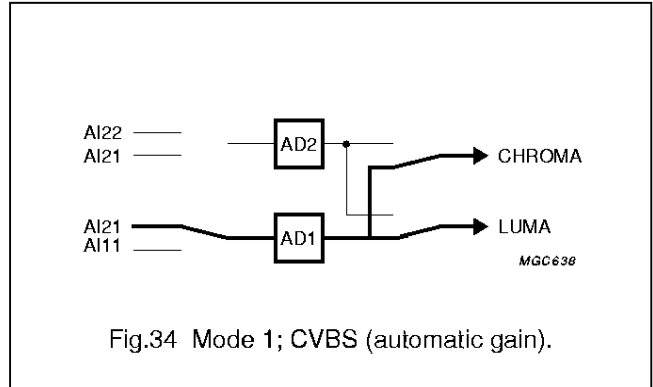 AI22
AI21
AD2
CHROMA
AI21
AI11
AD1
LUMA
MGC638
Fig.34 Mode 1; CVBS (automatic gain).